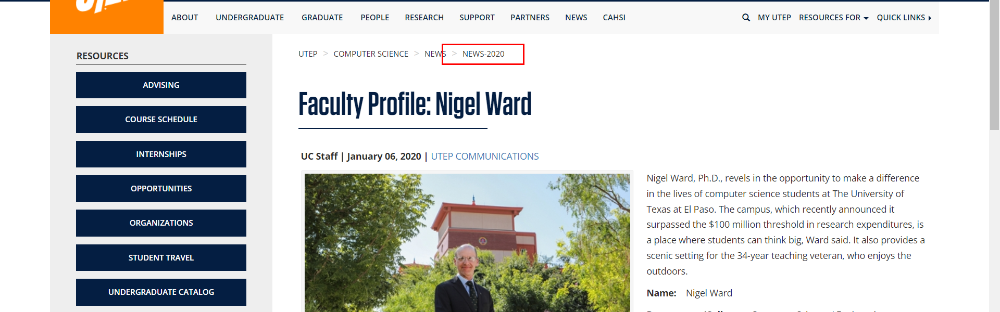 ABOUT UNDERGRADUATE GRADUATE PEOPLE RESEARCH SUPPORT PARTNERS NEWS CAHSI MY UTEP RESOURCES FOR QUICK LINKS
RESOURCES
ADVISING
COURSE SCHEDULE
INTERNSHIPS
OPPORTUNITIES
ORGANIZATIONS
STUDENT TRAVEL
UNDERGRADUATE CATALOG
UTEP > COMPUTER SCIENCE > NEWS > NEWS-2020
Faculty Profile: Nigel Ward
UC Staff | January 06, 2020 | UTEP COMMUNICATIONS
Nigel Ward, Ph.D., revels in the opportunity to make a difference
in the lives of computer science students at The University of
Texas at El Paso. The campus, which recently announced it
surpassed the $100 million threshold in research expenditures, is
a place where students can think big, Ward said. It also provides a
scenic setting for the 34-year teaching veteran, who enjoys the
outdoors.
Name: Nigel Ward